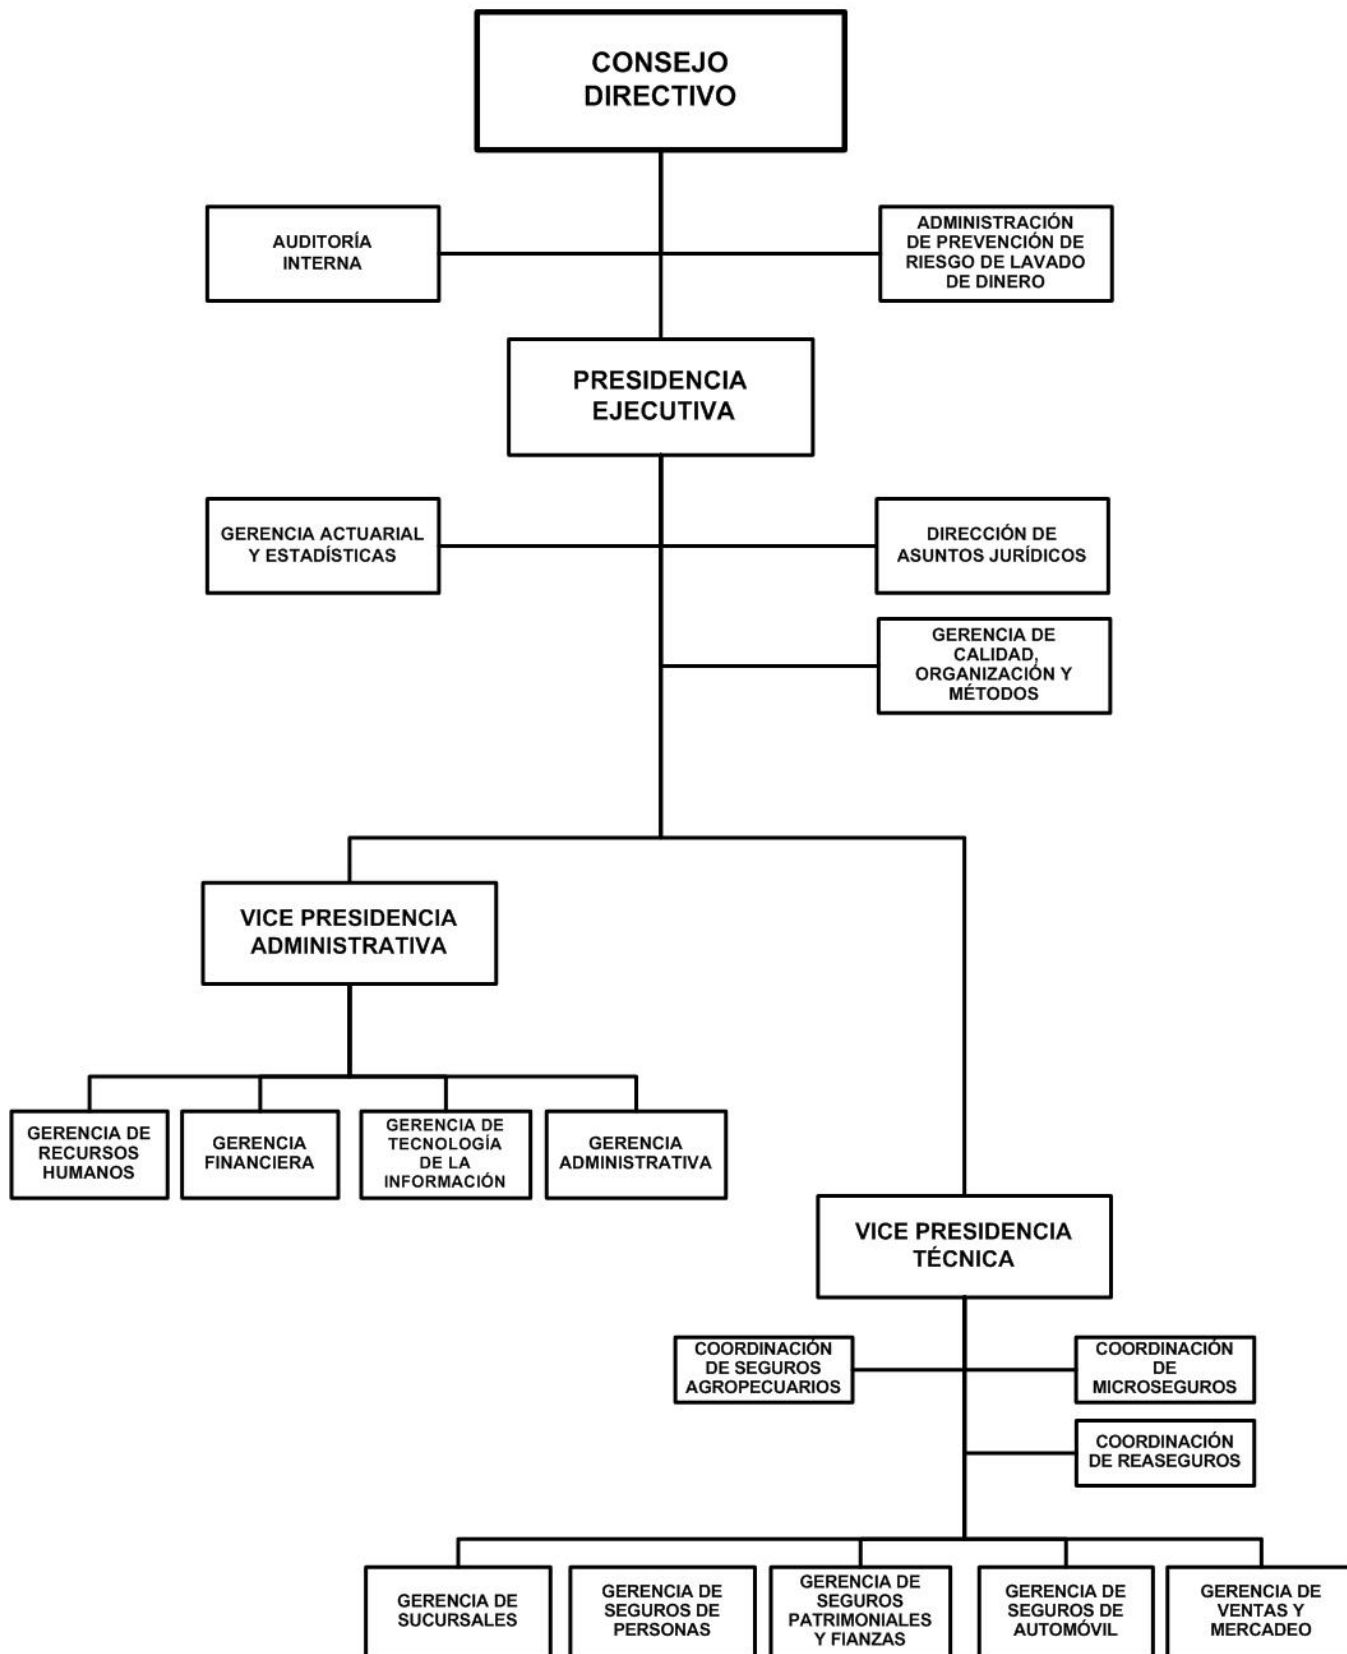 CONSEJO
DIRECTIVO
AUDITORÍA
INTERNA
ADMINISTRACIÓN
DE PREVENCIÓN DE
RIESGO DE LAVADO
DE DINERO
PRESIDENCIA
EJECUTIVA
GERENCIA ACTUARIAL
Y ESTADÍSTICAS
DIRECCIÓN DE
ASUNTOS JURÍDICOS
GERENCIA DE
CALIDAD,
ORGANIZACIÓN Y
MÉTODOS
VICE PRESIDENCIA
ADMINISTRATIVA
GERENCIA DE
RECURSOS
HUMANOS
GERENCIA
FINANCIERA
GERENCIA DE
TECNOLOGÍA
DE LA
INFORMACIÓN
GERENCIA
ADMINISTRATIVA
VICE PRESIDENCIA
TÉCNICA
COORDINACIÓN
DE SEGUROS
AGROPECUARIOS
COORDINACIÓN
DE
MICROSEGUROS
COORDINACIÓN
DE REASEGUROS
GERENCIA DE
SUCURSALES
GERENCIA DE
SEGUROS DE
PERSONAS
GERENCIA DE
SEGUROS
PATRIMONIALES
Y FIANZAS
GERENCIA DE
SEGUROS DE
AUTOMÓVIL
GERENCIA DE
VENTAS Y
MERCADEO